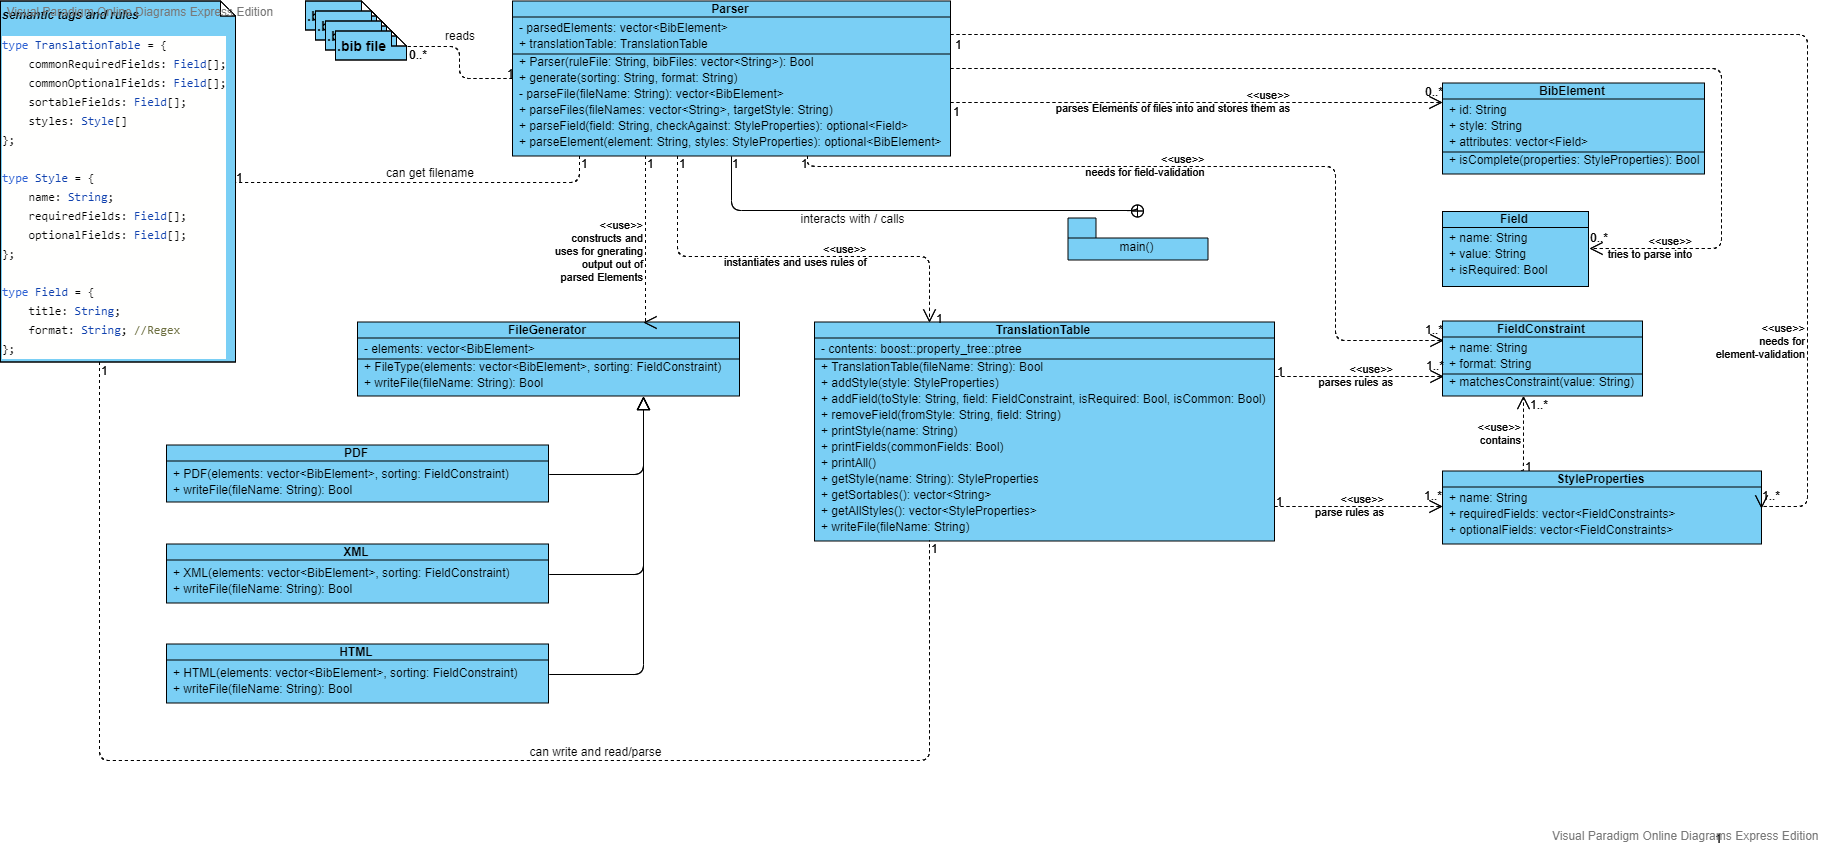 Visual Paradigm Online Diagrams Express Edition
semantic tags and rules
type TranslationTable = {
commonRequiredFields: Field[];
commonOptionalFields: Field[];
sortableFields: Field[];
styles: Style[]
};
type Style = {
name: String;
requiredFields: Field[];
optionalFields: Field[];
};
type Field = {
title: String;
format: String; //Regex
};
.bib file
0..*
reads
1
Parser
- parsedElements: vector<BibElement>
+ translationTable: TranslationTable
+ Parser(ruleFile: String, bibFiles: vector<String>): Bool
+ generate(sorting: String, format: String)
- parseFile(fileName: String): vector<BibElement>
+ parseFiles(fileNames: vector<String>, targetStyle: String)
+ parseField(field: String, checkAgainst: StyleProperties): optional<Field>
+ parseElement(element: String, styles: StyleProperties): optional<BibElement>
1
1
1
1
1
1
1
1
can get filename
<<use>>
parses Elements of files into and stores them as
0..*
BibElement
+ id: String
+ style: String
+ attributes: vector<Field>
+ isComplete(properties: StyleProperties): Bool
<<use>>
needs for field-validation
interacts with / calls
main()
Field
+ name: String
+ value: String
+ isRequired: Bool
0..*
<<use>>
tries to parse into
<<use>>
constructs and
uses for gnerating
output out of
parsed Elements
<<use>>
instantiates and uses rules of
1
FileGenerator
- elements: vector<BibElement>
+ FileType(elements: vector<BibElement>, sorting: FieldConstraint)
+ writeFile(fileName: String): Bool
TranslationTable
- contents: boost::property_tree::ptree
+ TranslationTable(fileName: String): Bool
+ addStyle(style: StyleProperties)
+ addField(toStyle: String, field: FieldConstraint, isRequired: Bool, isCommon: Bool)
+ removeField(fromStyle: String, field: String)
+ printStyle(name: String)
+ printFields(commonFields: Bool)
+ printAll()
+ getStyle(name: String): StyleProperties
+ getSortables(): vector<String>
+ getAllStyles(): vector<StyleProperties>
+ writeFile(fileName: String)
1
1..*
FieldConstraint
+ name: String
+ format: String
+ matchesConstraint(value: String)
<<use>>
needs for
element-validation
1
<<use>>
parses rules as
1..*
1..*
<<use>>
contains
1
1
<<use>>
parse rules as
1..*
StyleProperties
+ name: String
+ requiredFields: vector<FieldConstraints>
+ optionalFields: vector<FieldConstraints>
1..*
1
PDF
+ PDF(elements: vector<BibElement>, sorting: FieldConstraint)
+ writeFile(fileName: String): Bool
XML
+ XML(elements: vector<BibElement>, sorting: FieldConstraint)
+ writeFile(fileName: String): Bool
HTML
+ HTML(elements: vector<BibElement>, sorting: FieldConstraint)
+ writeFile(fileName: String): Bool
1
can write and read/parse
Visual Paradigm Online Diagrams Express Edition